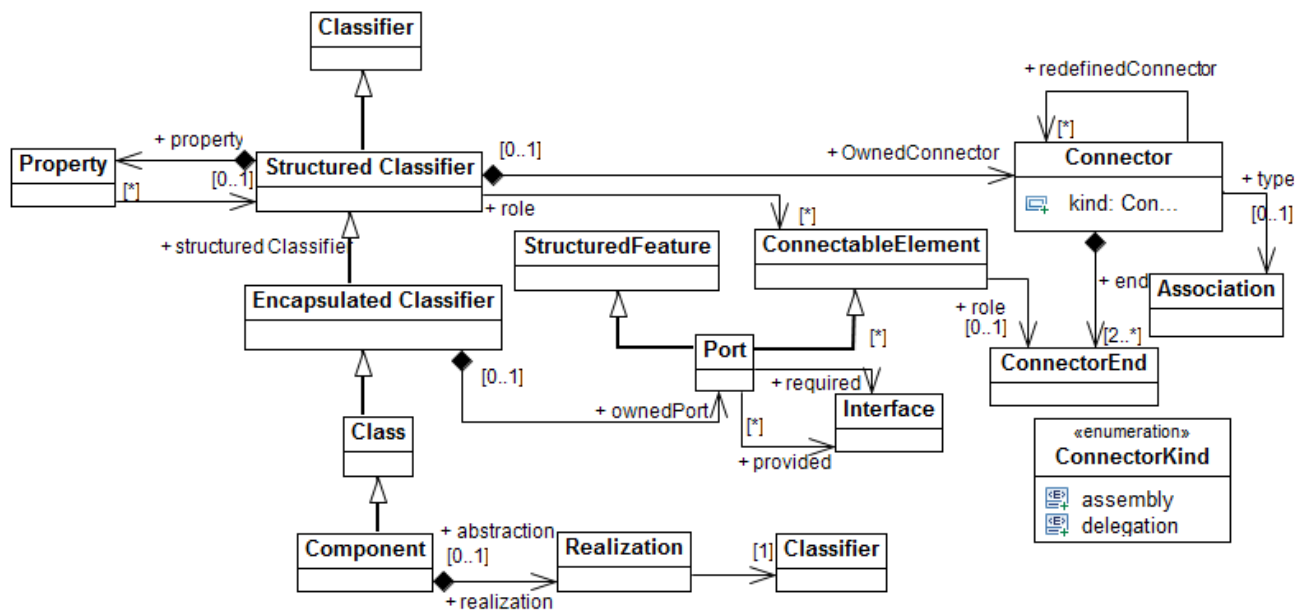 Classifier
+ redefinedConnector
[*]
+ property
Property
[*]
[0..1]
Structured Classifier
[0..1]
+ OwnedConnector
Connector
kind: Con...
+ type
[0..1]
+ role
[*]
+ structured Classifier
StructuredFeature
ConnectableElement
Encapsulated Classifier
+ end
Association
+ role
[0..1]
[2..*]
Port
[*]
ConnectorEnd
[0..1]
+ required
+ ownedPort
Interface
[*]
+ provided
Class
«enumeration»
ConnectorKind
<E> assembly
<E> delegation
+ abstraction
Component
[0..1]
Realization
[1]
Classifier
+ realization